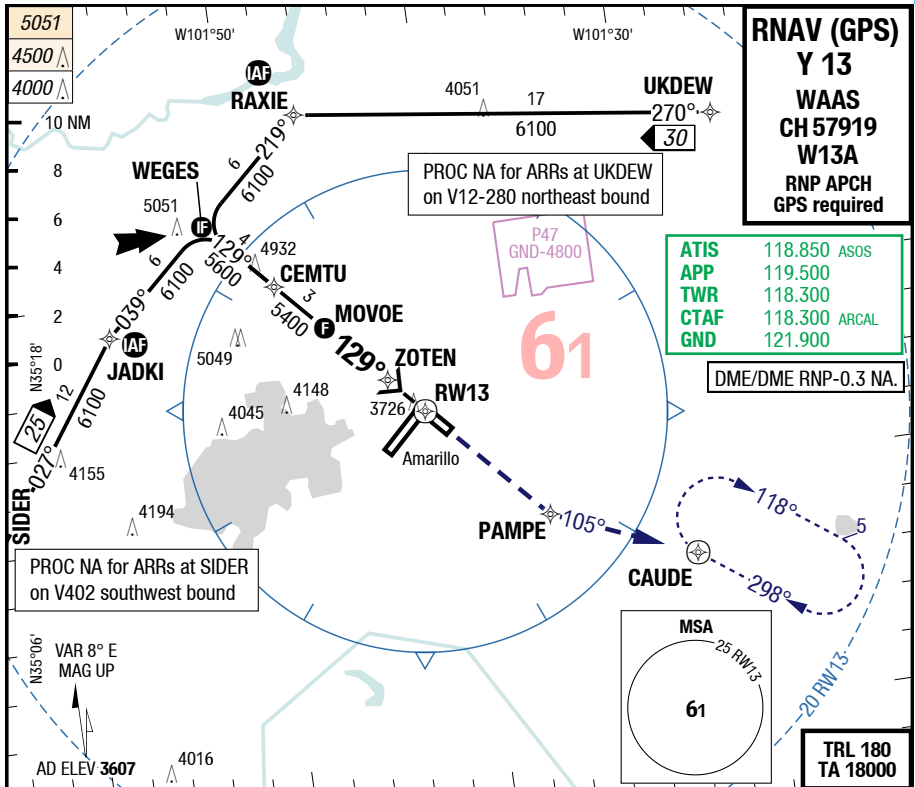 5051
4500
4000
W101°50'
W101°30'
RNAV (GPS)
Y 13
WAAS
CH 57919
W13A
RNP APCH
GPS required
IAF
RAXIE
4051
17
6100
UKDEW
270°
30
10 NM
8
6
4
2
0
219°
6
6100
PROC NA for ARRs at UKDEW
on V12-280 northeast bound
WEGES
IF
5051
P47
GND-4800
ATIS 118.850 ASOS
APP 119.500
TWR 118.300
CTAF 118.300 ARCAL
GND 121.900
129°
4
5600
4932
CEMTU
3
5400
MOVOE
F
6
6100
039°
IAF
JADKI
5049
129°
ZOTEN
61
DME/DME RNP-0.3 NA.
N35°18'
12
6100
25
027°
SIDER
4155
4148
4045
3726
RW13
Amarillo
4194
PAMPE
105°
118°
5
CAUDE
298°
PROC NA for ARRs at SIDER
on V402 southwest bound
N35°06'
VAR 8° E
MAG UP
AD ELEV 3607
4016
MSA
25 RW13
61
20 RW13
TRL 180
TA 18000